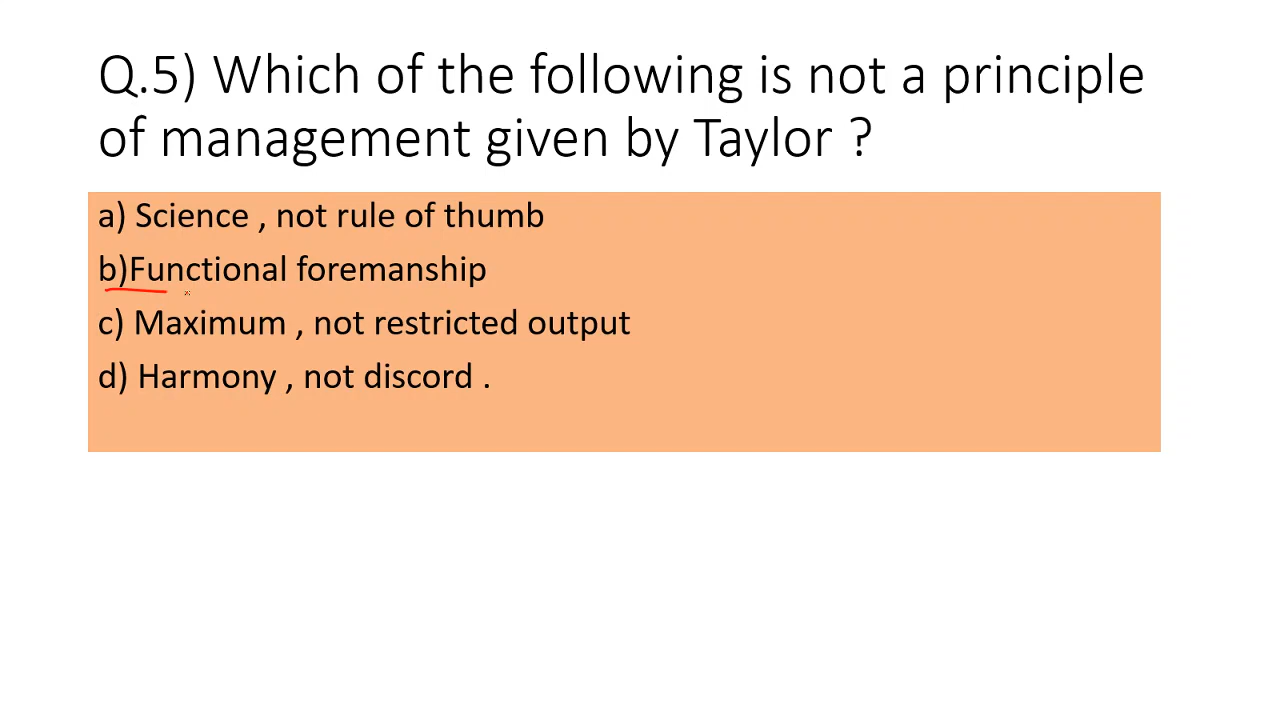 Q.5) Which of the following is not a principle
of management given by Taylor ?
a) Science , not rule of thumb
b)Functional foremanship
c) Maximum , not restricted output
d) Harmony , not discord .